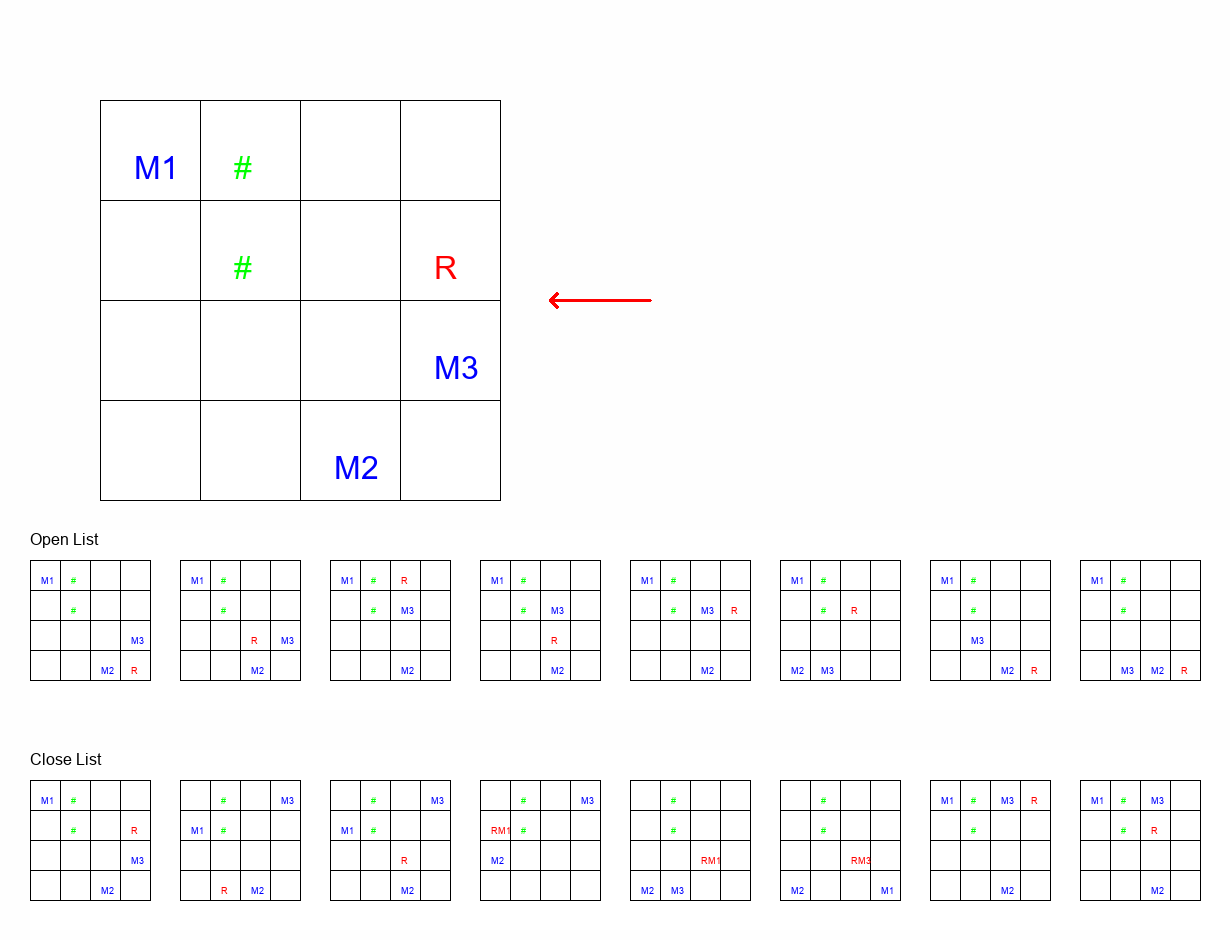 M1 #
# R
M3
M2
Open List
M1 # M1 # M1 # R M1 # M1 # M1 # M1 # M1 #
# # # M3 # M3 # M3 R # R # #
M3 R M3 R M3
M2 R M2 M2 M2 M2 M2 M3 M2 R M3 M2 R
Close List
M1 # # M3 # M3 # M3 # # M1 # M3 R M1 # M3
# R M1 # M1 # RM1 # # # # # R
M3 R M2 RM1 RM3
M2 R M2 M2 M2 M3 M2 M1 M2 M2